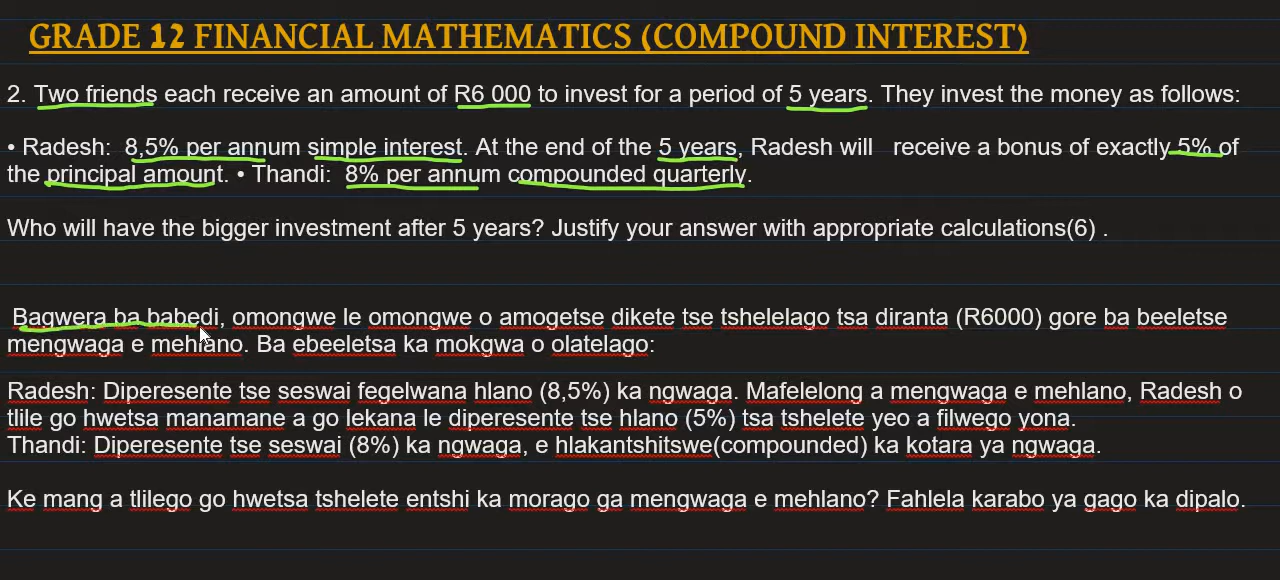 GRADE 12 FINANCIAL MATHEMATICS (COMPOUND INTEREST)
2. Two friends each receive an amount of R6 000 to invest for a period of 5 years. They invest the money as follows:
• Radesh: 8,5% per annum simple interest. At the end of the 5 years, Radesh will receive a bonus of exactly 5% of
the principal amount. • Thandi: 8% per annum compounded quarterly.
Who will have the bigger investment after 5 years? Justify your answer with appropriate calculations(6) .
Bagwera ba babedi, omongwe le omongwe o amogetse dikete tse tshelelago tsa diranta (R6000) gore ba beeletse
mengwaga e mehlano. Ba ebeeletsa ka mokgwa o olatelago:
Radesh: Diperesente tse seswai fegelwana hlano (8,5%) ka ngwaga. Mafelelong a mengwaga e mehlano, Radesh o
tlile go hwetsa manamane a go lekana le diperesente tse hlano (5%) tsa tshelete yeo a filwego yona.
Thandi: Diperesente tse seswai (8%) ka ngwaga, e hlakantshitswe(compounded) ka kotara ya ngwaga.
Ke mang a tlilego go hwetsa tshelete entshi ka morago ga mengwaga e mehlano? Fahlela karabo ya gago ka dipalo.